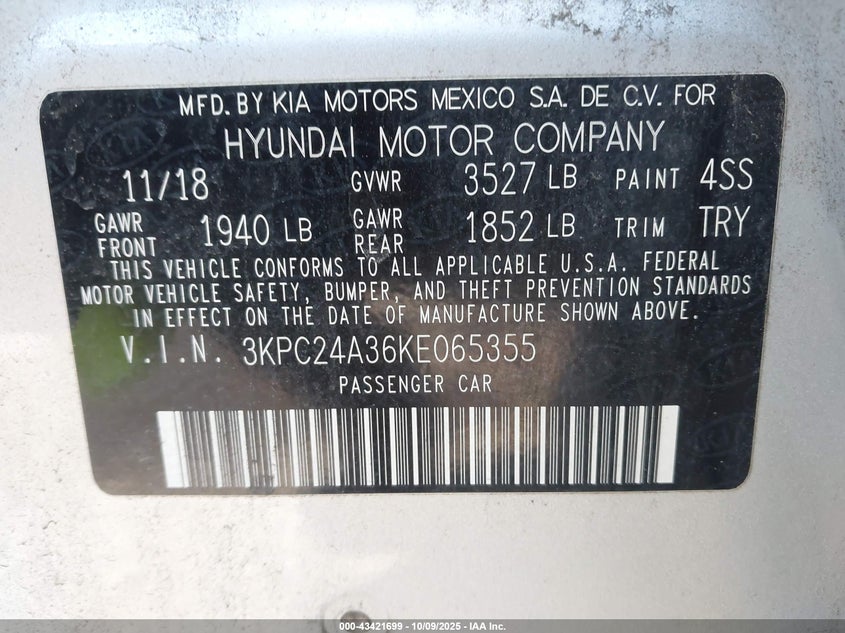 MFD. BY KIA MOTORS MEXICO S.A. DE C.V. FOR
HYUNDAI MOTOR COMPANY
11/18 GVWR 3527 LB PAINT 4SS
GAWR FRONT 1940 LB GAWR REAR 1852 LB TRIM TRY
THIS VEHICLE CONFORMS TO ALL APPLICABLE U.S.A. FEDERAL
MOTOR VEHICLE SAFETY, BUMPER, AND THEFT PREVENTION STANDARDS
IN EFFECT ON THE DATE OF MANUFACTURE SHOWN ABOVE.
V.I.N. 3KPC24A36KE065355
PASSENGER CAR
000-43421699 - 10/09/2025 - IAA Inc.